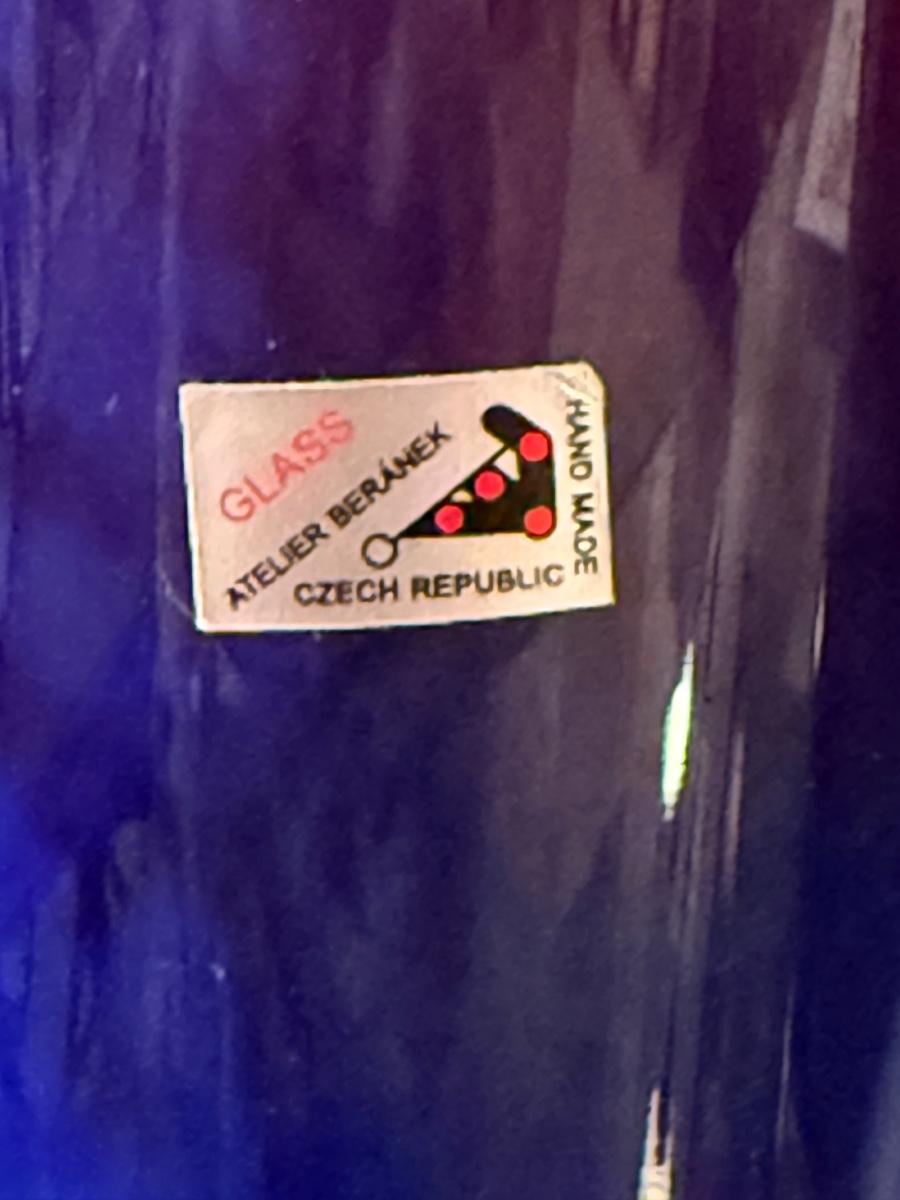 GLASS
ATELIER BERÁNEK
CZECH REPUBLIC
HAND MADE